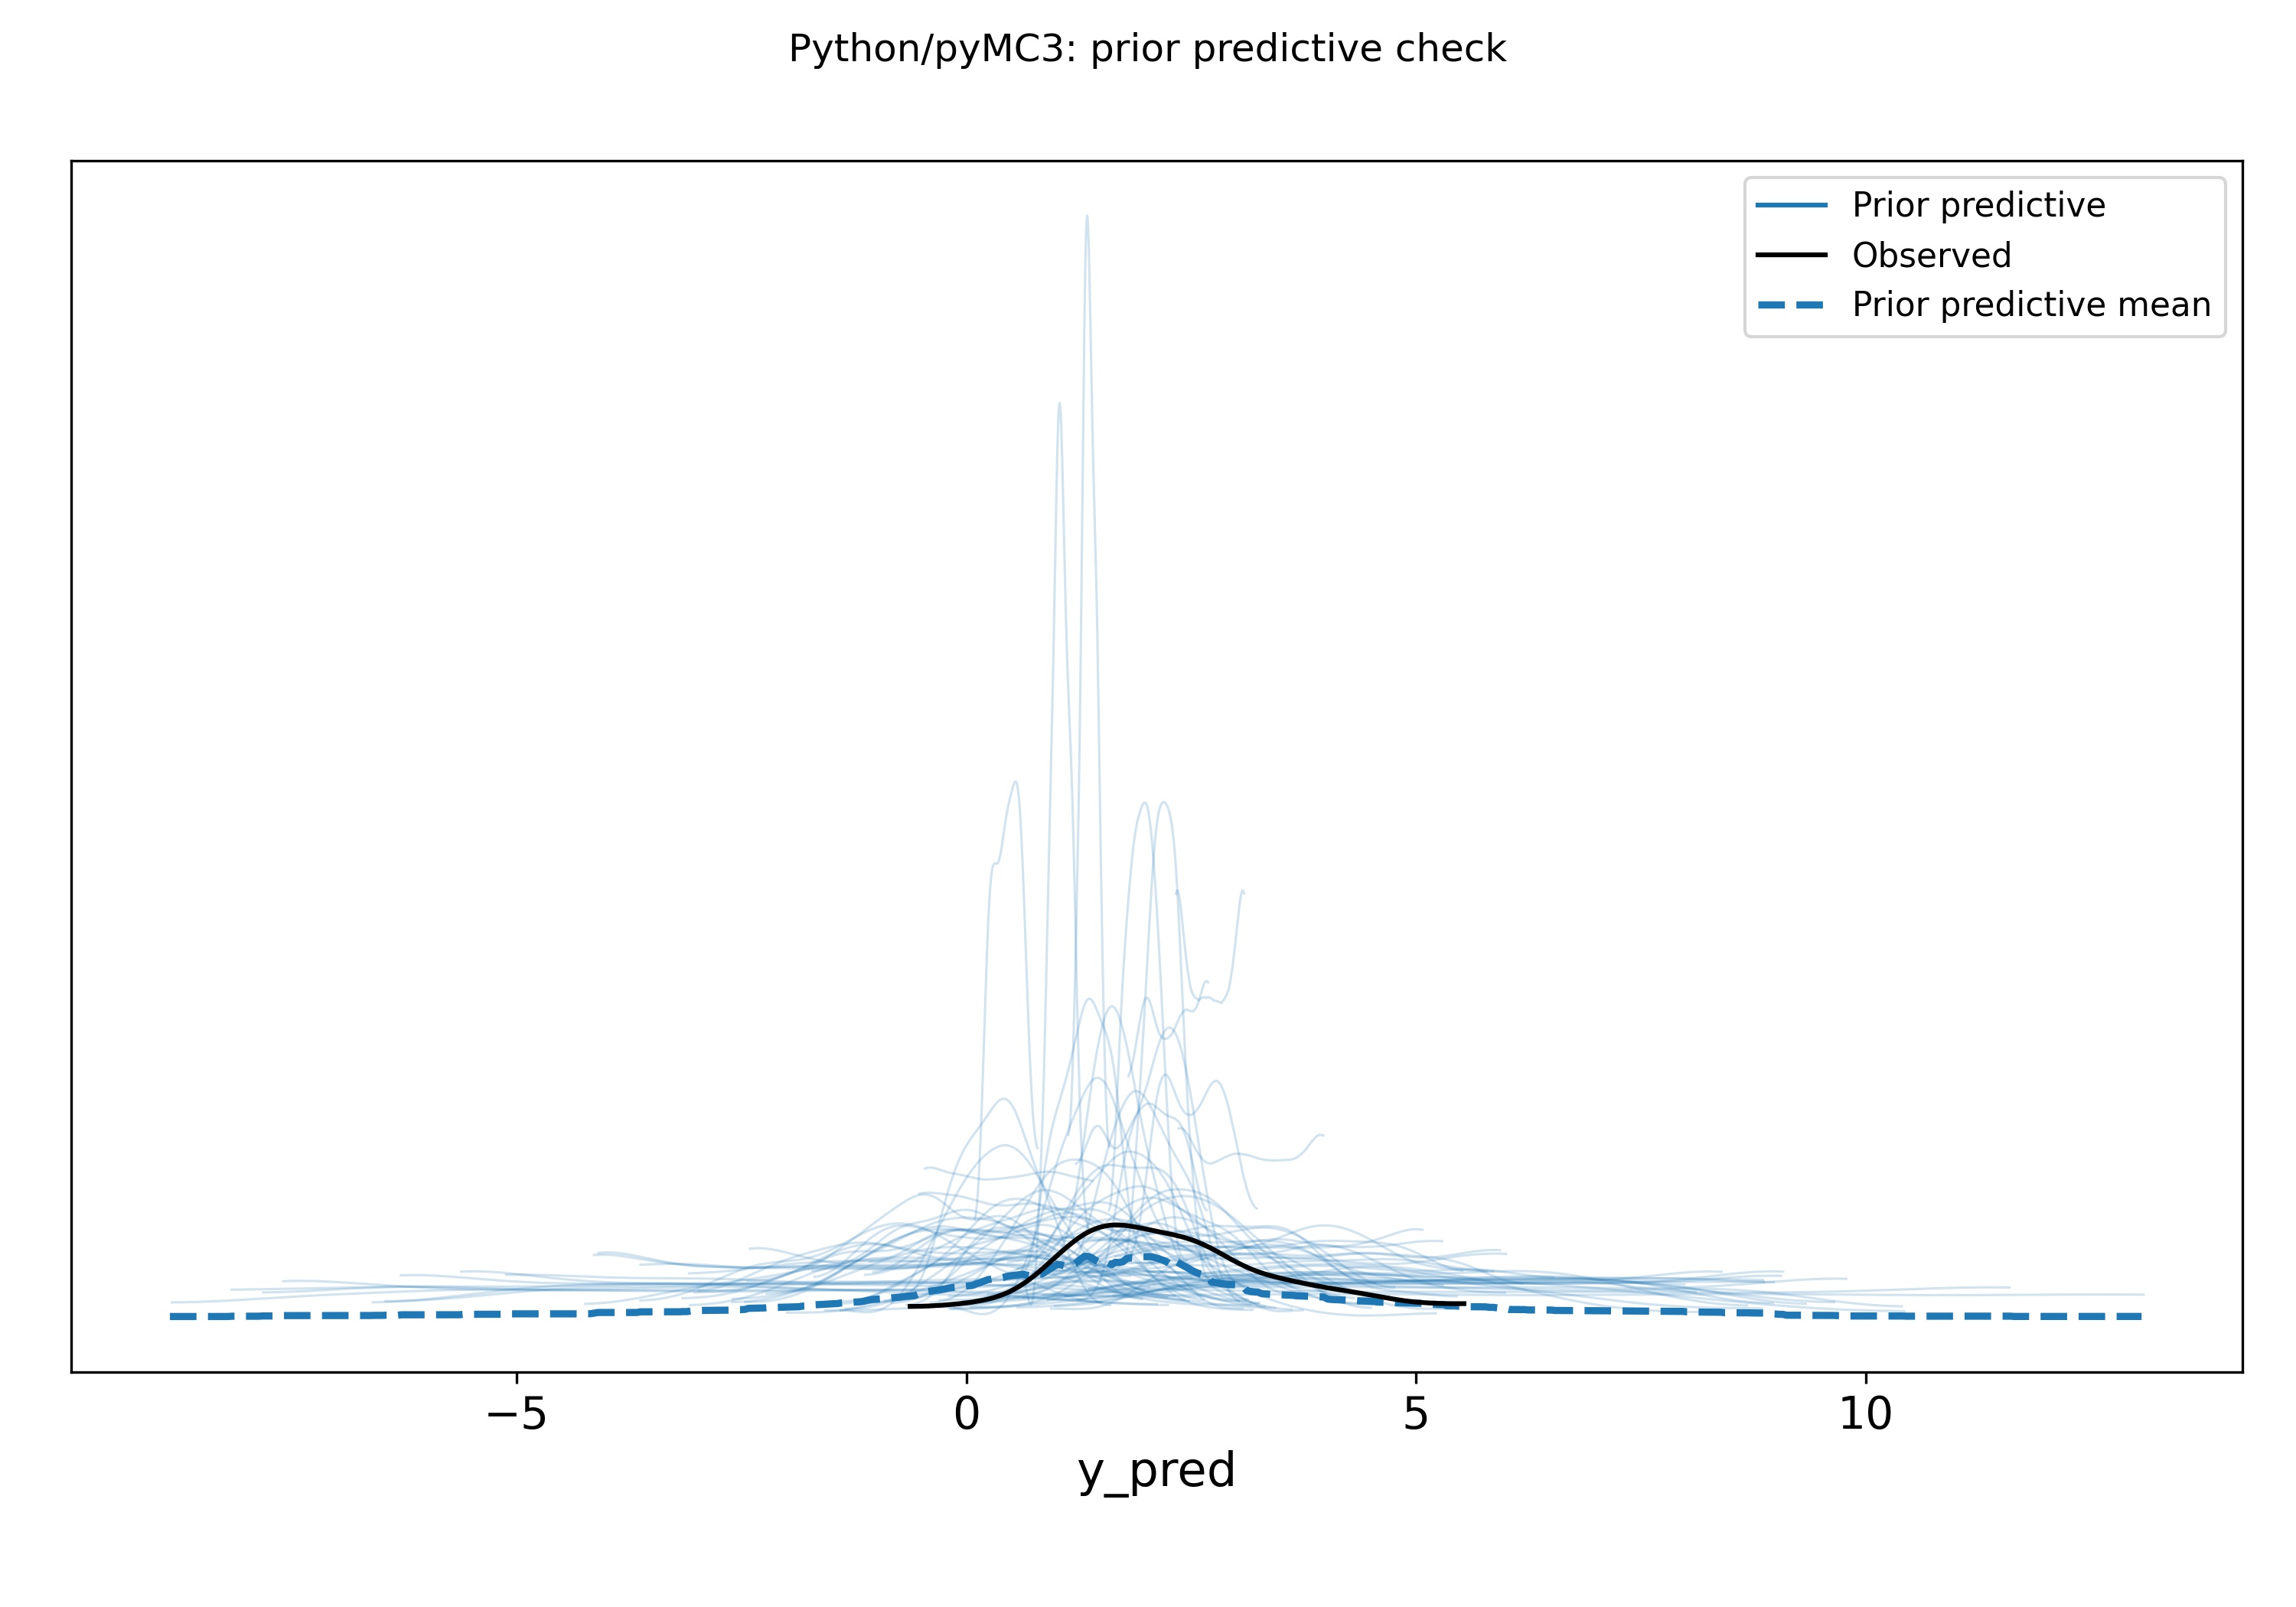 Python/pyMC3: prior predictive check
Prior predictive
Observed
Prior predictive mean
−5
0
5
10
y_pred